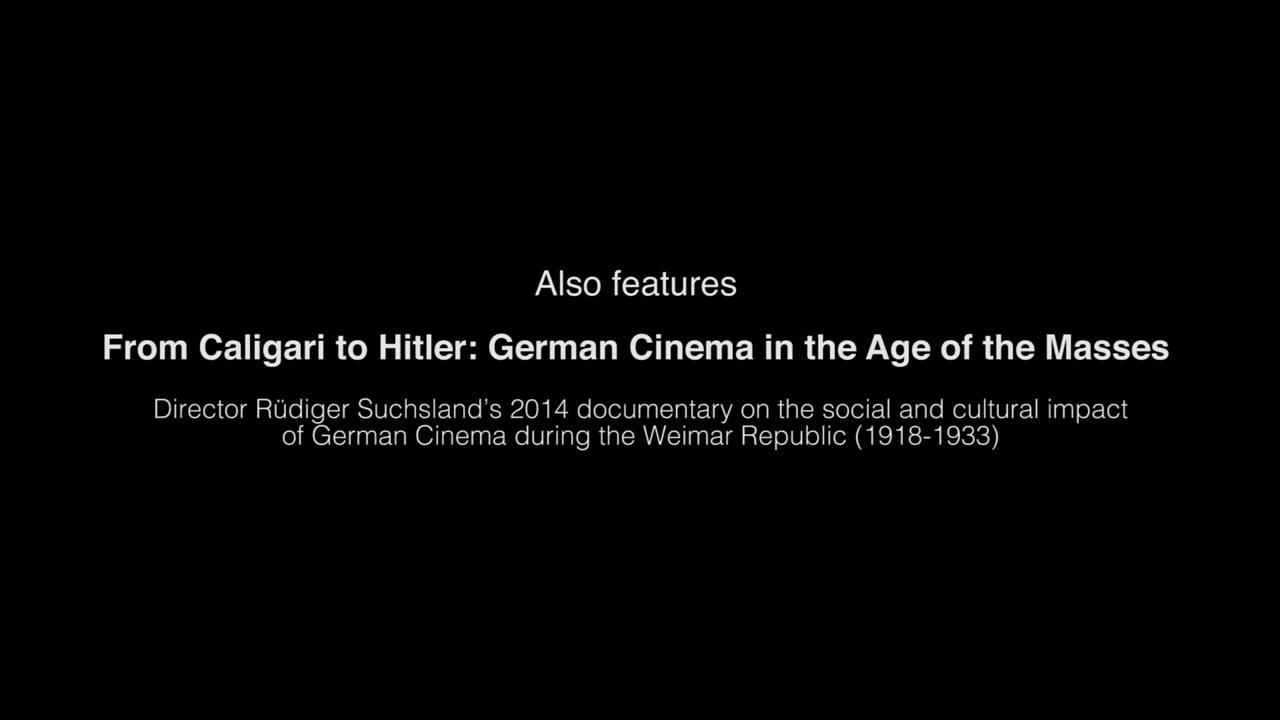 Also features
From Caligari to Hitler: German Cinema in the Age of the Masses
Director Rüdiger Suchsland’s 2014 documentary on the social and cultural impact
of German Cinema during the Weimar Republic (1918-1933)